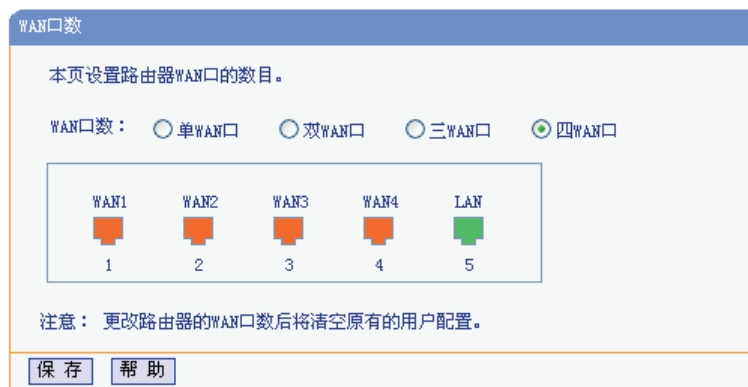 WAN口数
本页设置路由器WAN口的数目。
WAN口数： 单WAN口 双WAN口 三WAN口 四WAN口
WAN1 WAN2 WAN3 WAN4 LAN
1 2 3 4 5
注意： 更改路由器的WAN口数后将清空原有的用户配置。
保 存 帮 助